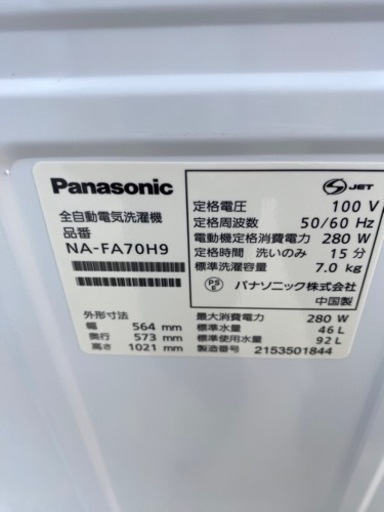 Panasonic
全自動電気洗濯機
品番
NA-FA70H9
外形寸法
幅 564 mm
奥行 573 mm
高さ 1021 mm
S JET
定格電圧 100 V
定格周波数 50/60 Hz
電動機定格消費電力 280 W
定格時間 洗いのみ 15 分
標準洗濯容量 7.0 kg
PS E パナソニック株式会社
中国製
最大消費電力 280 W
標準水量 46 L
標準使用水量 92 L
製造番号 2153501844